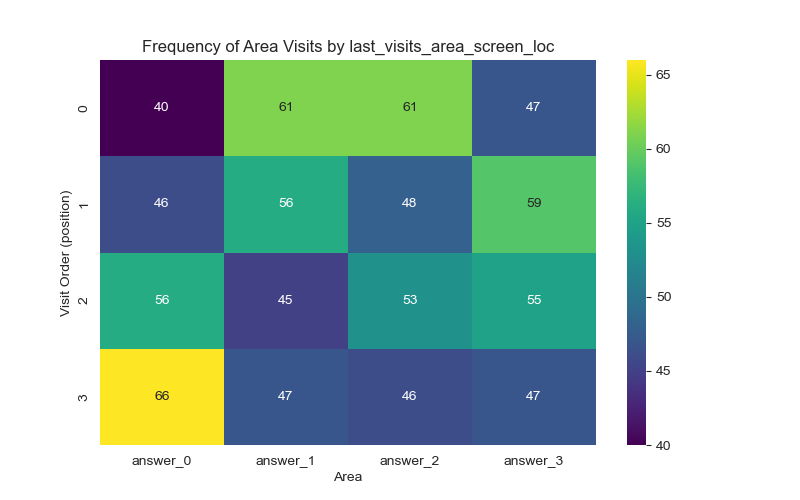 Frequency of Area Visits by last_visits_area_screen_loc
Visit Order (position)
0 40 61 61 47
1 46 56 48 59
2 56 45 53 55
3 66 47 46 47
answer_0 answer_1 answer_2 answer_3
Area
65
60
55
50
45
40